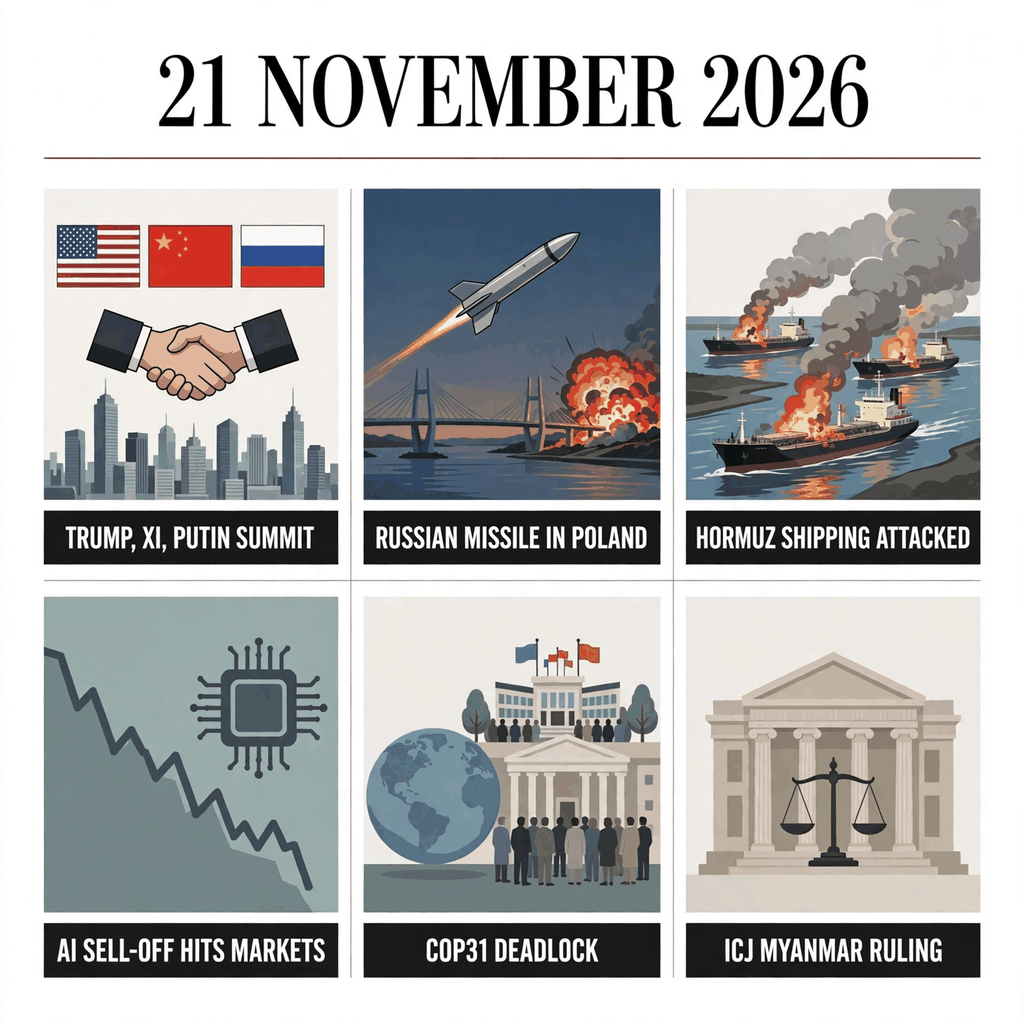 21 NOVEMBER 2026
TRUMP, XI, PUTIN SUMMIT
RUSSIAN MISSILE IN POLAND
HORMUZ SHIPPING ATTACKED
AI SELL-OFF HITS MARKETS
COP31 DEADLOCK
ICJ MYANMAR RULING